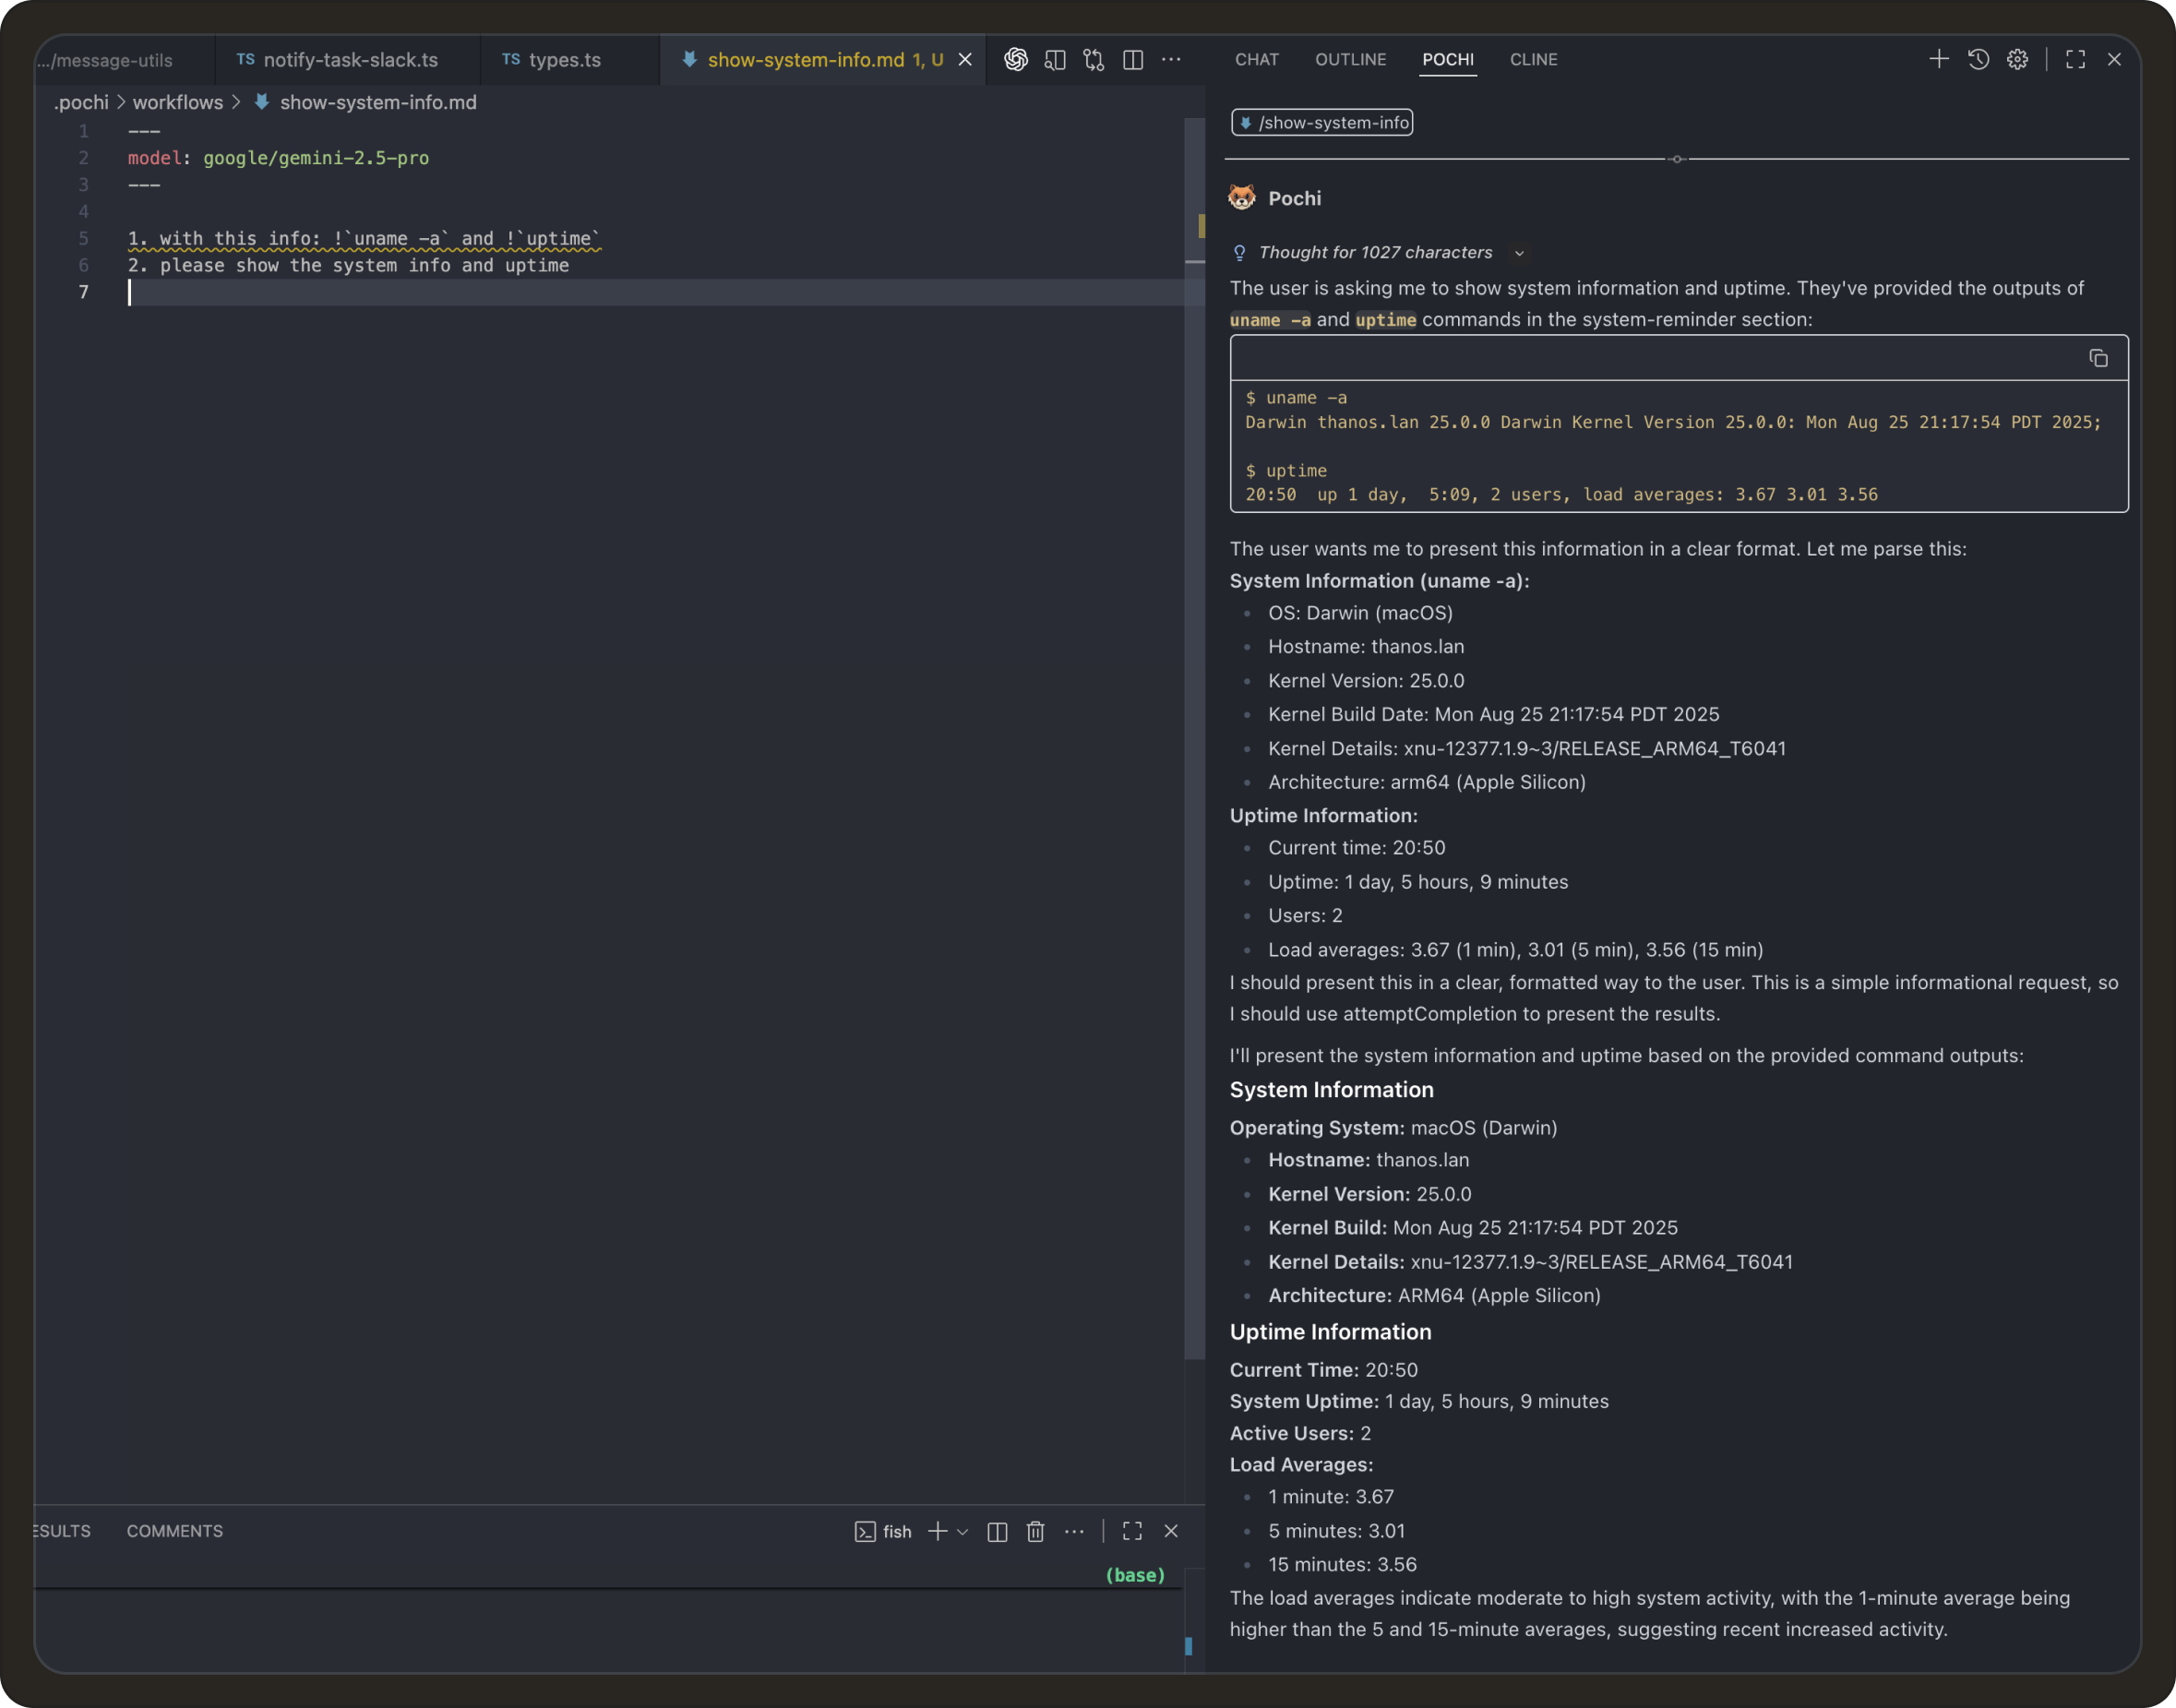 .../message-utils
TS notify-task-slack.ts
TS types.ts
show-system-info.md 1, U
.pochi > workflows > show-system-info.md
1 ---
2 model: google/gemini-2.5-pro
3 ---
4
5 1. with this info: !`uname -a` and !`uptime`
6 2. please show the system info and uptime
7
ESULTS
COMMENTS
fish
(base)
CHAT
OUTLINE
POCHI
CLINE
/show-system-info
Pochi
Thought for 1027 characters
The user is asking me to show system information and uptime. They've provided the outputs of
uname -a and uptime commands in the system-reminder section:
$ uname -a
Darwin thanos.lan 25.0.0 Darwin Kernel Version 25.0.0: Mon Aug 25 21:17:54 PDT 2025;
$ uptime
20:50  up 1 day,  5:09, 2 users, load averages: 3.67 3.01 3.56
The user wants me to present this information in a clear format. Let me parse this:
System Information (uname -a):
• OS: Darwin (macOS)
• Hostname: thanos.lan
• Kernel Version: 25.0.0
• Kernel Build Date: Mon Aug 25 21:17:54 PDT 2025
• Kernel Details: xnu-12377.1.9~3/RELEASE_ARM64_T6041
• Architecture: arm64 (Apple Silicon)
Uptime Information:
• Current time: 20:50
• Uptime: 1 day, 5 hours, 9 minutes
• Users: 2
• Load averages: 3.67 (1 min), 3.01 (5 min), 3.56 (15 min)
I should present this in a clear, formatted way to the user. This is a simple informational request, so
I should use attemptCompletion to present the results.
I'll present the system information and uptime based on the provided command outputs:
System Information
Operating System: macOS (Darwin)
• Hostname: thanos.lan
• Kernel Version: 25.0.0
• Kernel Build: Mon Aug 25 21:17:54 PDT 2025
• Kernel Details: xnu-12377.1.9~3/RELEASE_ARM64_T6041
• Architecture: ARM64 (Apple Silicon)
Uptime Information
Current Time: 20:50
System Uptime: 1 day, 5 hours, 9 minutes
Active Users: 2
Load Averages:
• 1 minute: 3.67
• 5 minutes: 3.01
• 15 minutes: 3.56
The load averages indicate moderate to high system activity, with the 1-minute average being
higher than the 5 and 15-minute averages, suggesting recent increased activity.